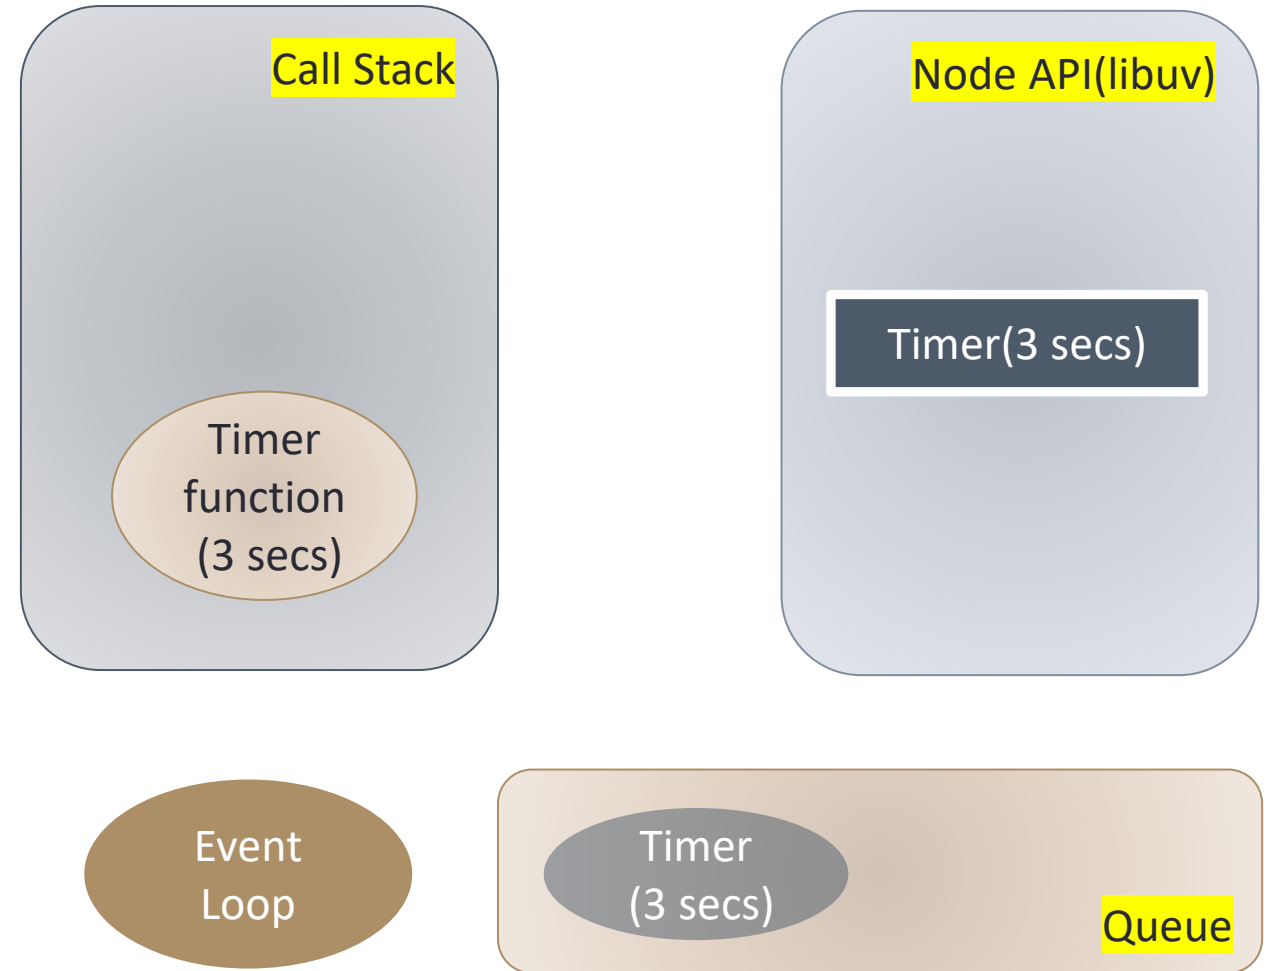 Call Stack
Node API(libuv)
Timer(3 secs)
Timer
function
(3 secs)
Event
Loop
Timer
(3 secs)
Queue